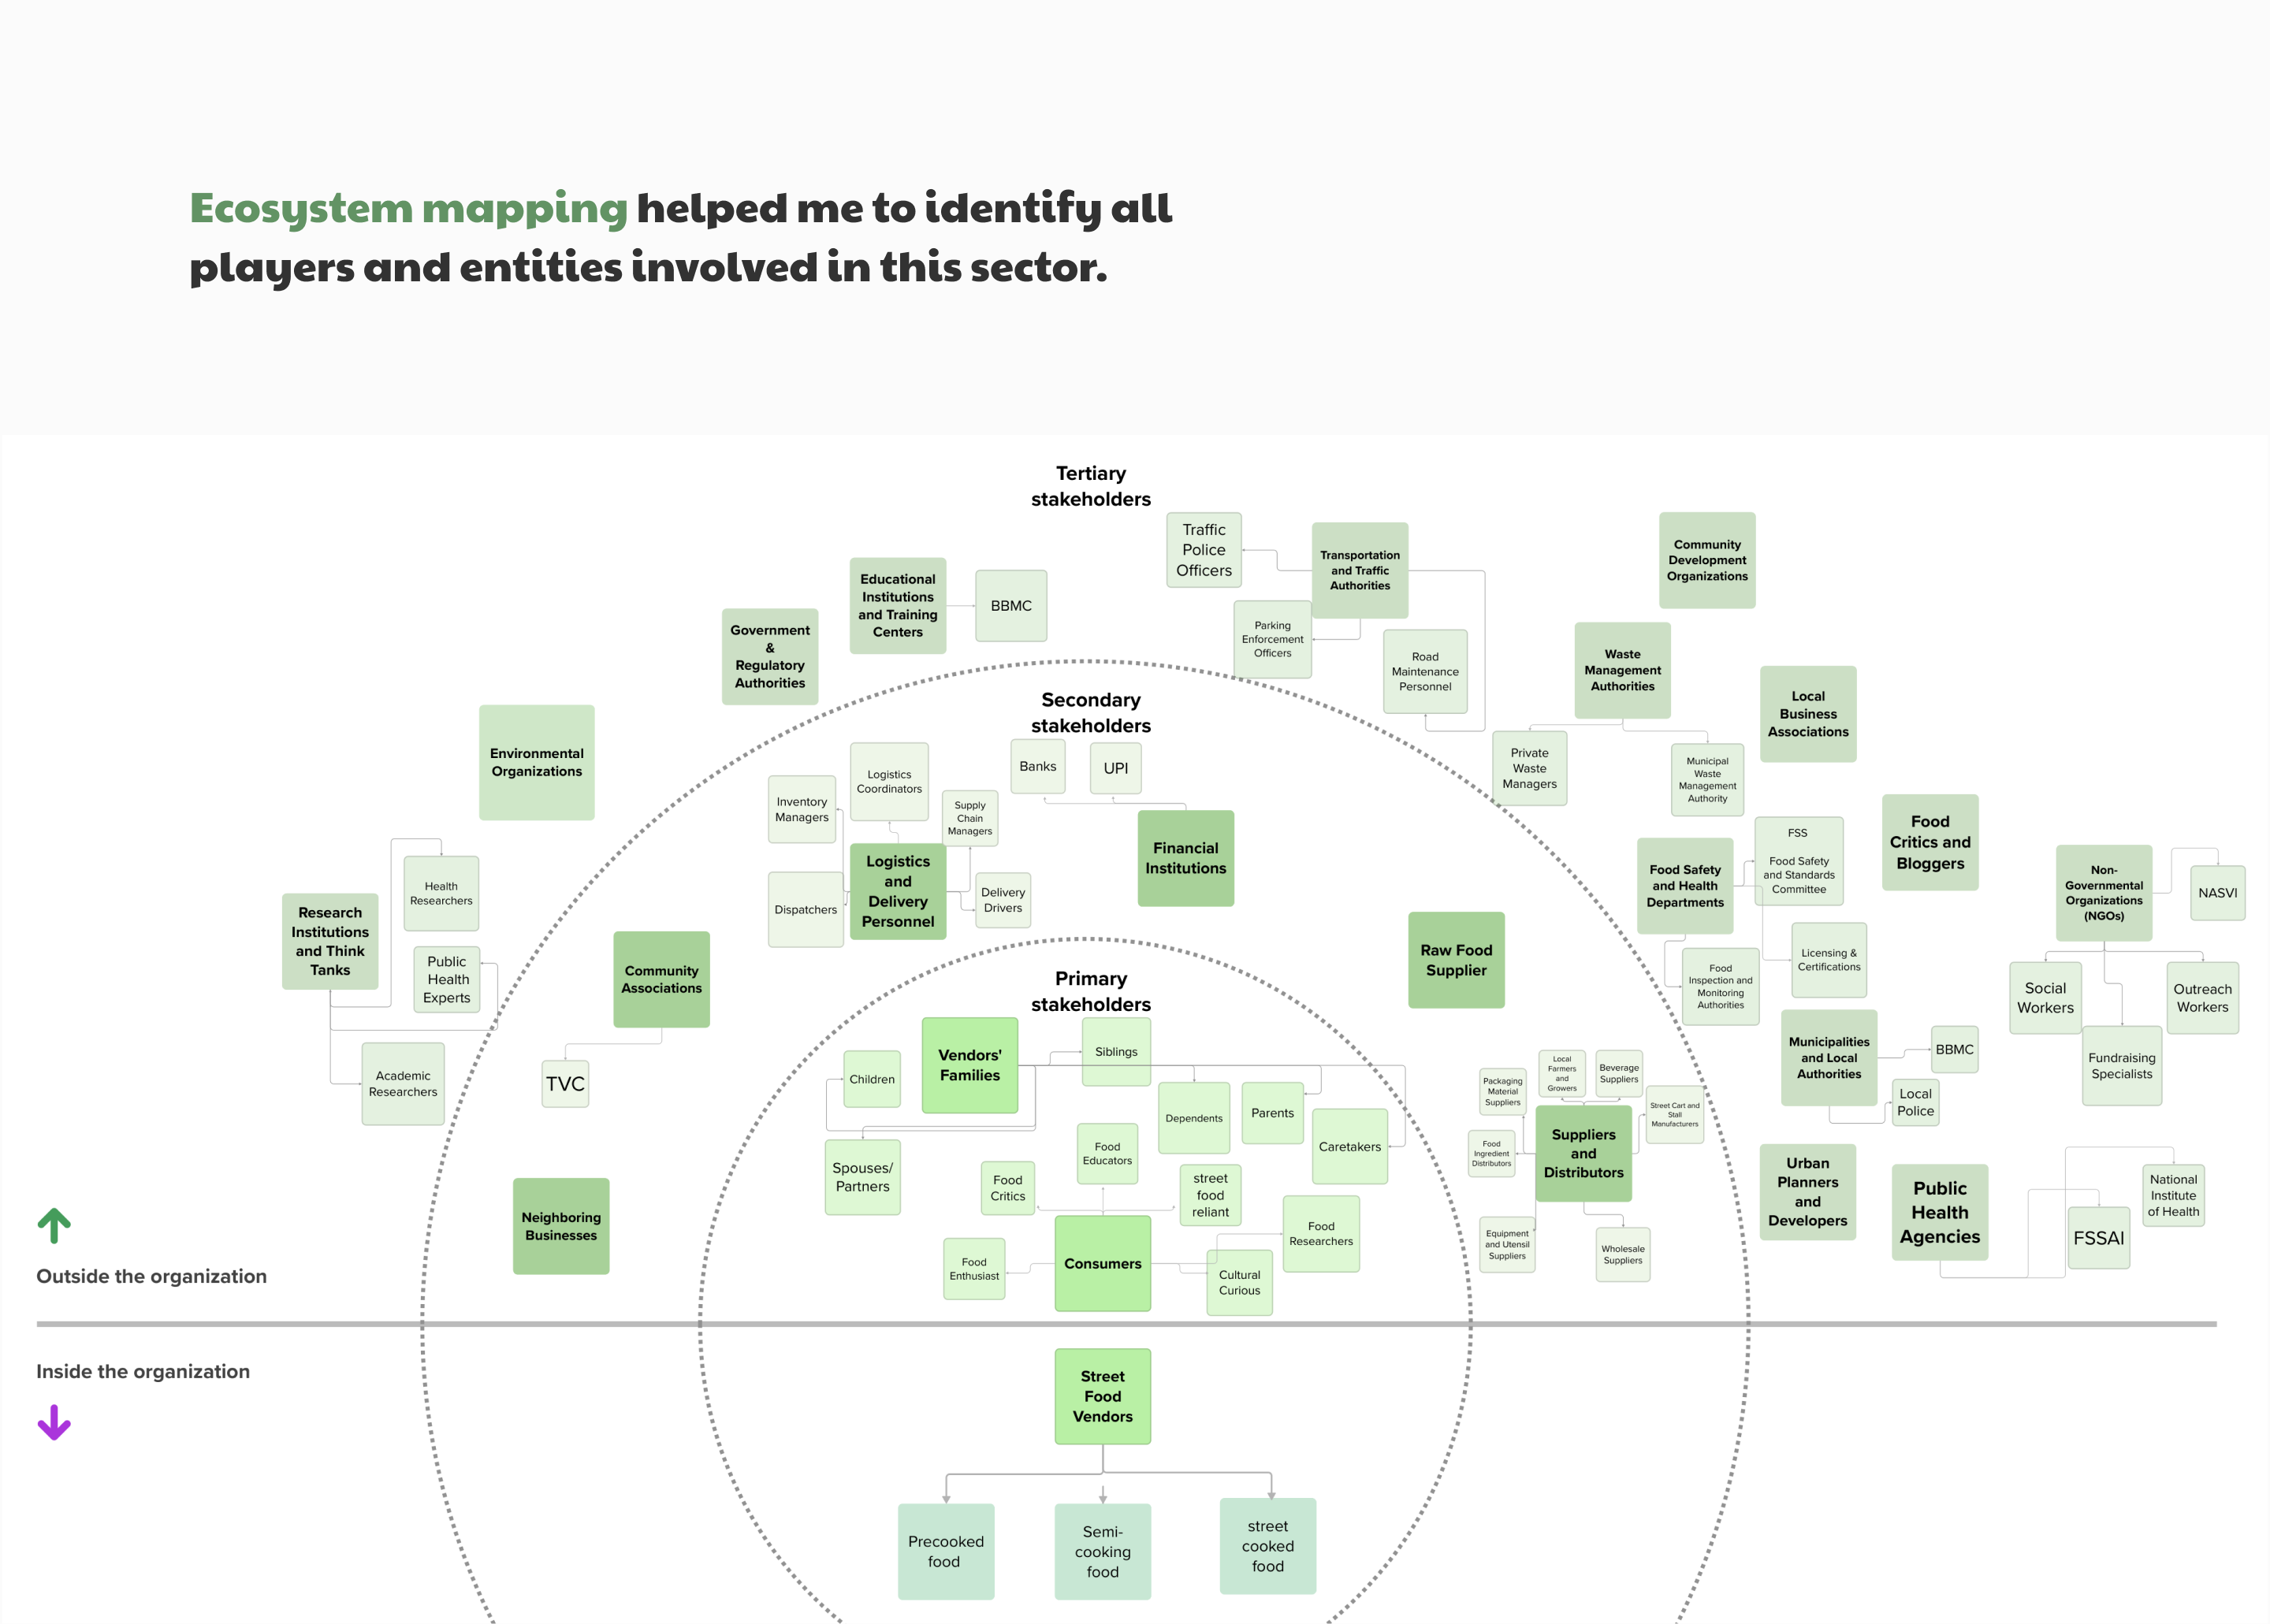 Ecosystem mapping helped me to identify all
players and entities involved in this sector.
Tertiary
stakeholders
Traffic
Police
Officers
Transportation
and Traffic
Authorities
Parking
Enforcement
Officers
Road
Maintenance
Personnel
Community
Development
Organizations
Educational
Institutions
and Training
Centers
BBMC
Government
&
Regulatory
Authorities
Waste
Management
Authorities
Private
Waste
Managers
Municipal
Waste
Management
Authority
Local
Business
Associations
Environmental
Organizations
Secondary
stakeholders
Banks
UPI
Financial
Institutions
Logistics
Coordinators
Inventory
Managers
Supply
Chain
Managers
Logistics
and
Delivery
Personnel
Dispatchers
Delivery
Drivers
Food
Critics and
Bloggers
Food Safety
and Health
Departments
FSS
Food Safety
and Standards
Committee
Licensing &
Certifications
Food
Inspection and
Monitoring
Authorities
Non-
Governmental
Organizations
(NGOs)
NASVI
Social
Workers
Outreach
Workers
Fundraising
Specialists
Health
Researchers
Research
Institutions
and Think
Tanks
Public
Health
Experts
Academic
Researchers
Community
Associations
TVC
Neighboring
Businesses
Raw Food
Supplier
Primary
stakeholders
Vendors'
Families
Siblings
Children
Dependents
Parents
Caretakers
Spouses/
Partners
Food
Educators
Food
Critics
street
food
reliant
Food
Researchers
Consumers
Food
Enthusiast
Cultural
Curious
Local
Farmers
and
Growers
Beverage
Suppliers
Packaging
Material
Suppliers
Street Cart and
Stall
Manufacturers
Suppliers
and
Distributors
Food
Ingredient
Distributors
Equipment
and Utensil
Suppliers
Wholesale
Suppliers
Municipalities
and Local
Authorities
BBMC
Local
Police
Urban
Planners
and
Developers
Public
Health
Agencies
National
Institute
of Health
FSSAI
Outside the organization
Inside the organization
Street
Food
Vendors
Precooked
food
Semi-
cooking
food
street
cooked
food